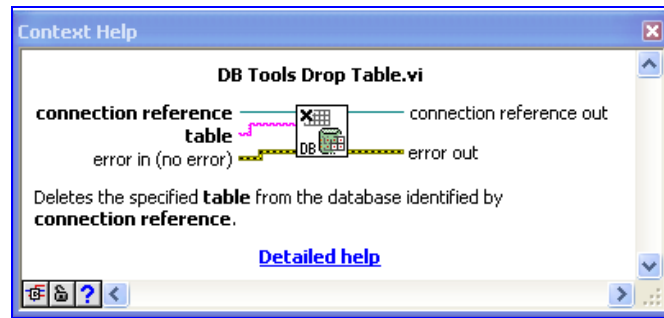 Context Help
DB Tools Drop Table.vi
connection reference
connection reference out
table
DB
error in (no error)
error out
Deletes the specified table from the database identified by
connection reference.
Detailed help
?